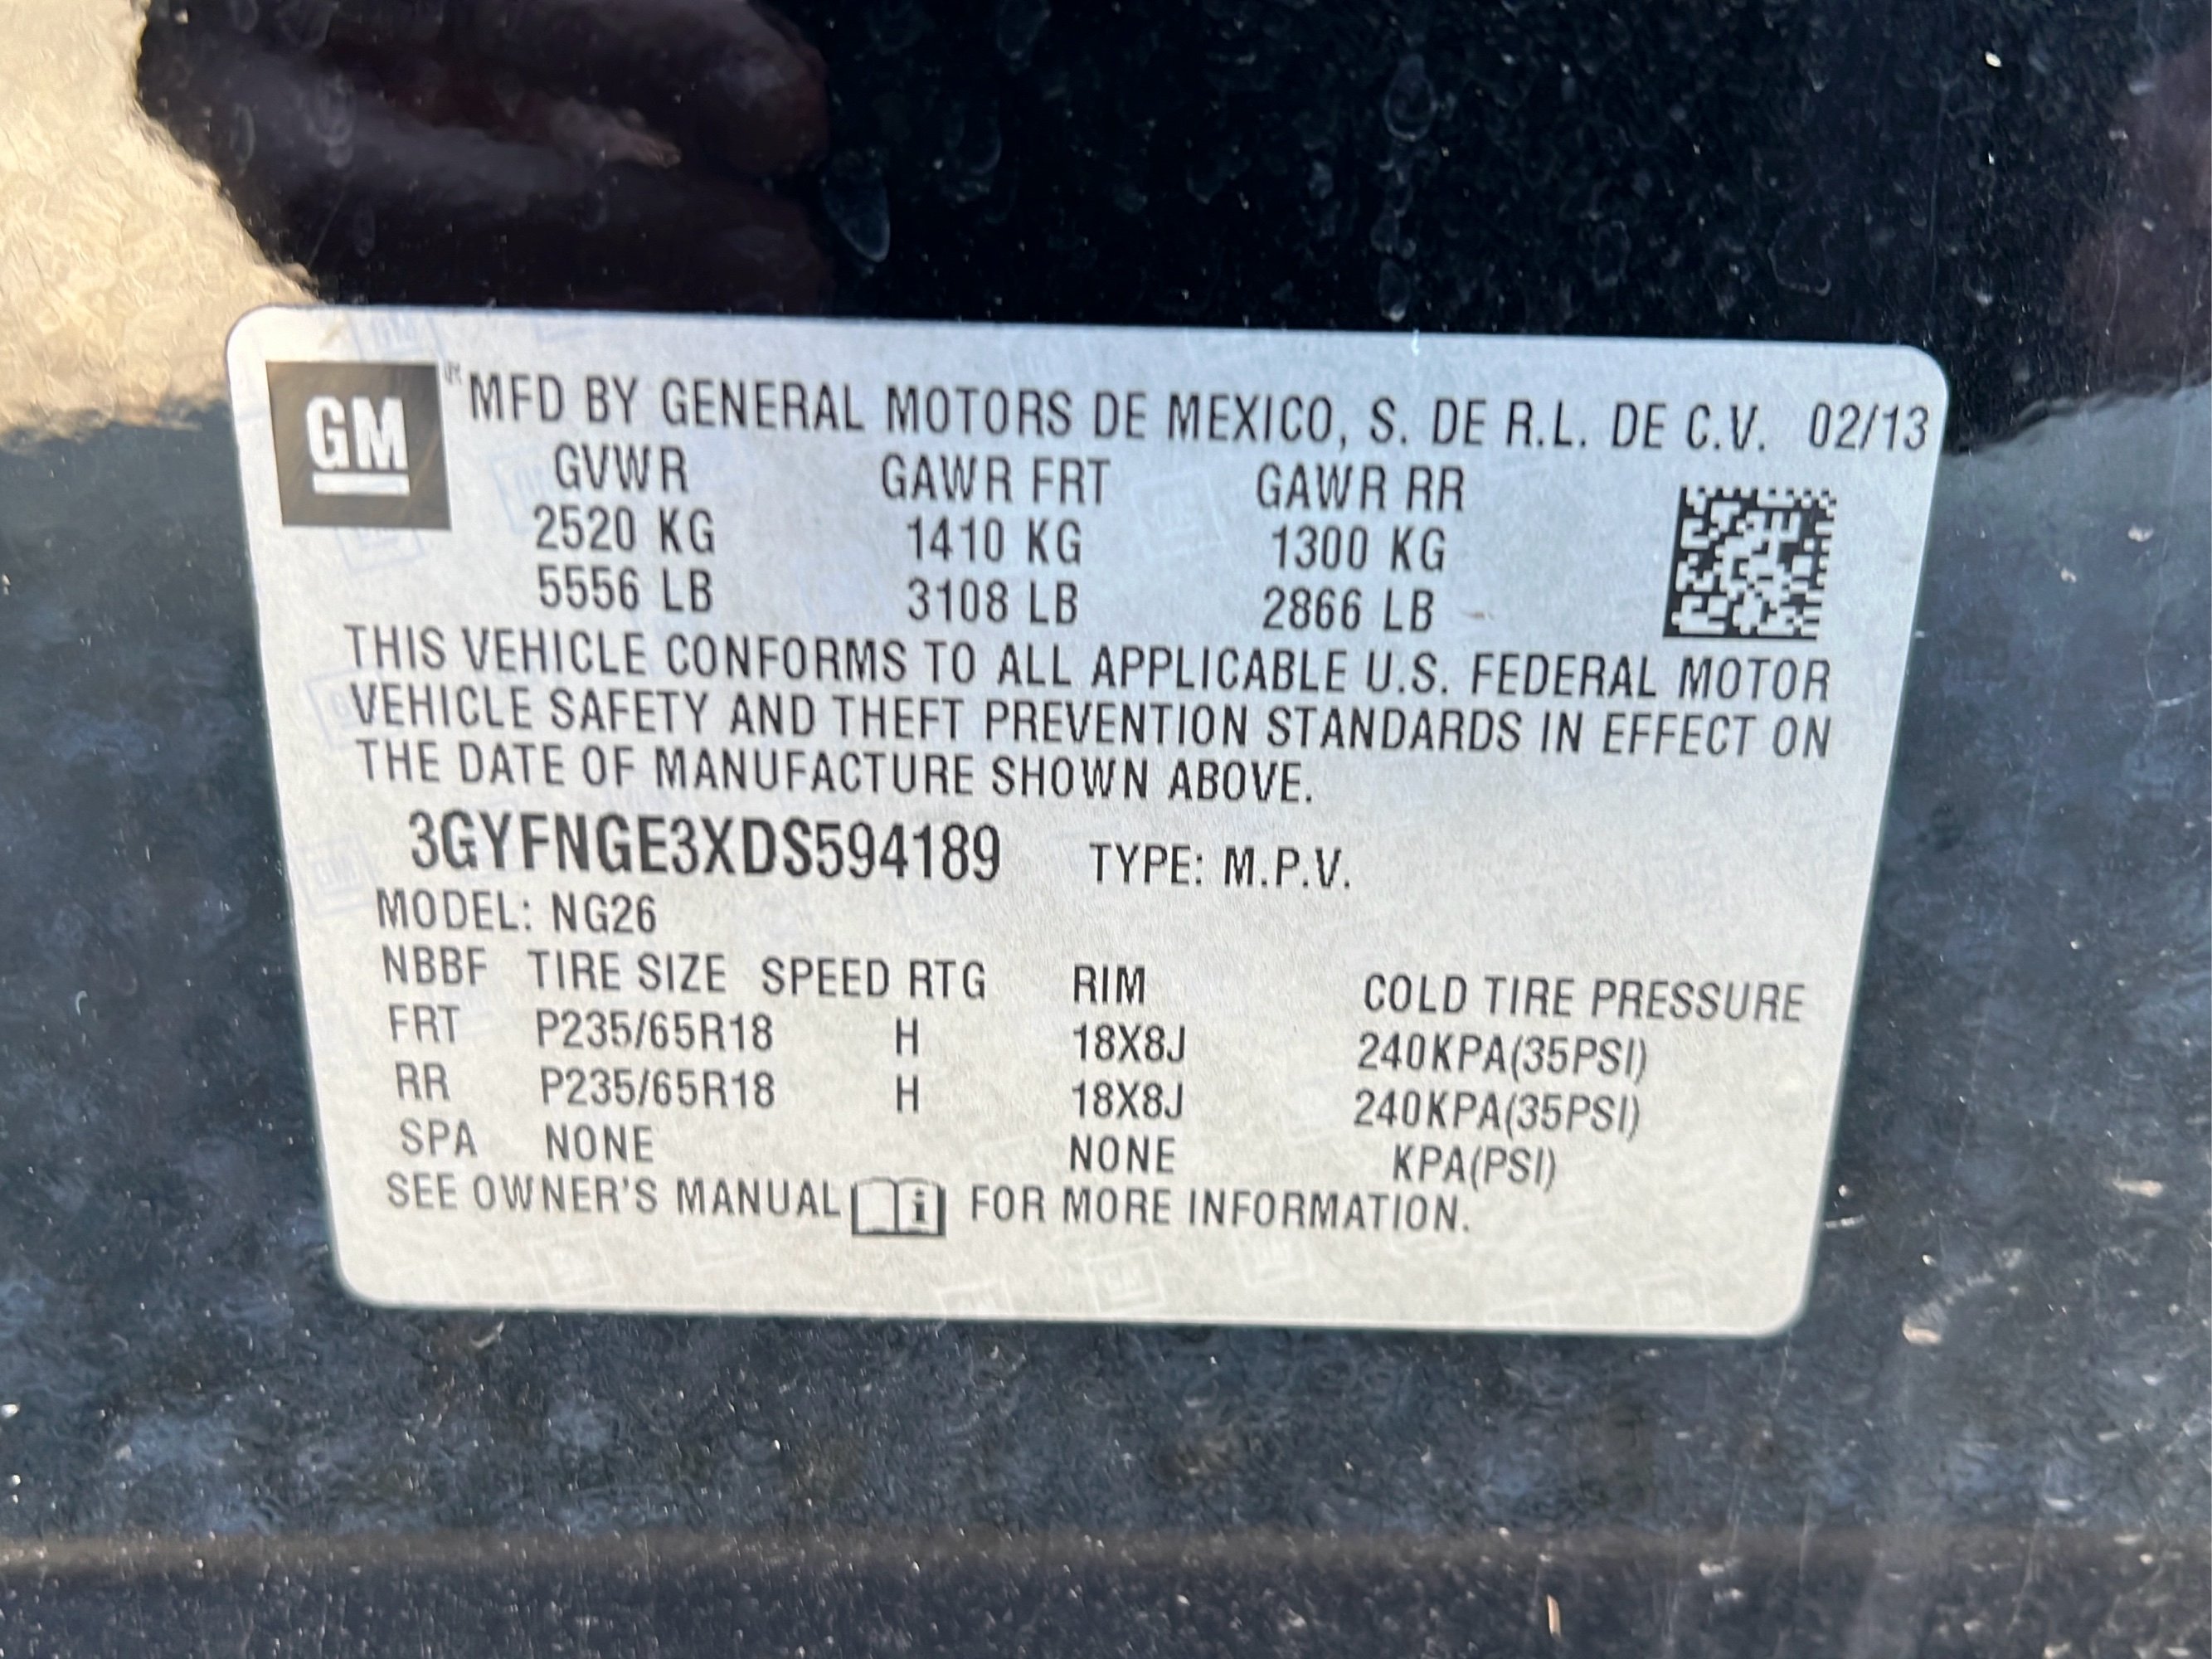 GM
MFD BY GENERAL MOTORS DE MEXICO, S. DE R.L. DE C.V. 02/13
GVWR GAWR FRT GAWR RR
2520 KG 1410 KG 1300 KG
5556 LB 3108 LB 2866 LB
THIS VEHICLE CONFORMS TO ALL APPLICABLE U.S. FEDERAL MOTOR
VEHICLE SAFETY AND THEFT PREVENTION STANDARDS IN EFFECT ON
THE DATE OF MANUFACTURE SHOWN ABOVE.
3GYFNGE3XDS594189 TYPE: M.P.V.
MODEL: NG26
NBBF TIRE SIZE SPEED RTG RIM COLD TIRE PRESSURE
FRT P235/65R18 H 18X8J 240KPA(35PSI)
RR P235/65R18 H 18X8J 240KPA(35PSI)
SPA NONE NONE KPA(PSI)
SEE OWNER'S MANUAL i FOR MORE INFORMATION.